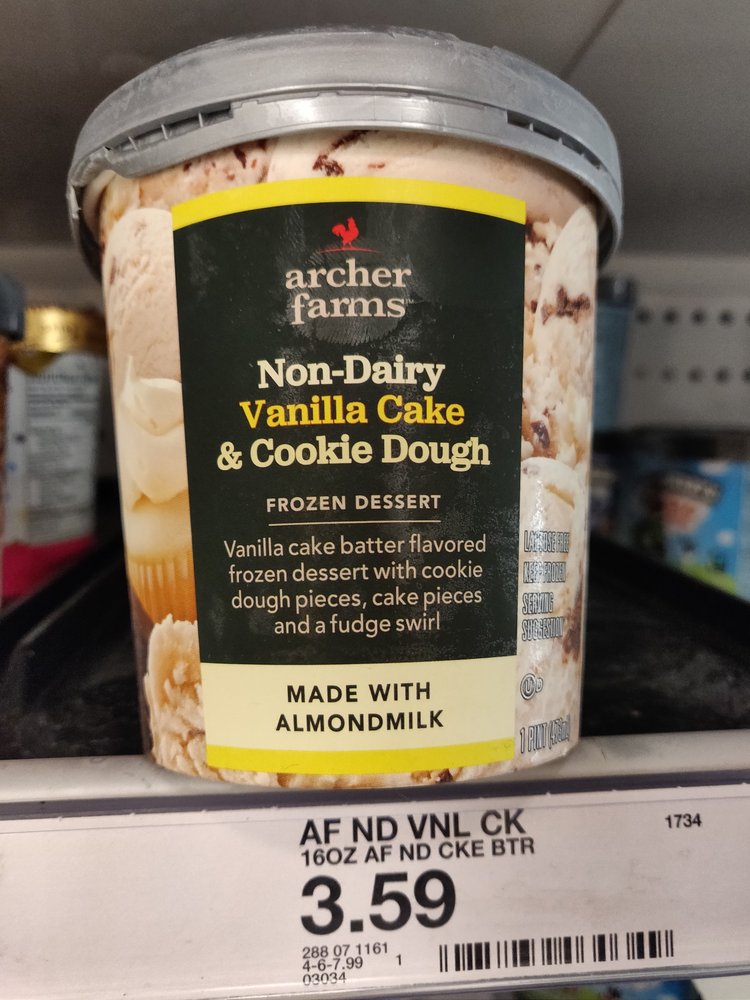 archer
farms™
Non-Dairy
Vanilla Cake
& Cookie Dough
FROZEN DESSERT
Vanilla cake batter flavored
frozen dessert with cookie
dough pieces, cake pieces
and a fudge swirl
MADE WITH
ALMONDMILK
LACTOSE FREE
KEEP FROZEN
SERVING
SUGGESTION
U D
1 PINT (473mL)
AF ND VNL CK
1734
16OZ AF ND CKE BTR
3.59
288 07 1161
4-6-7.99 1
03034